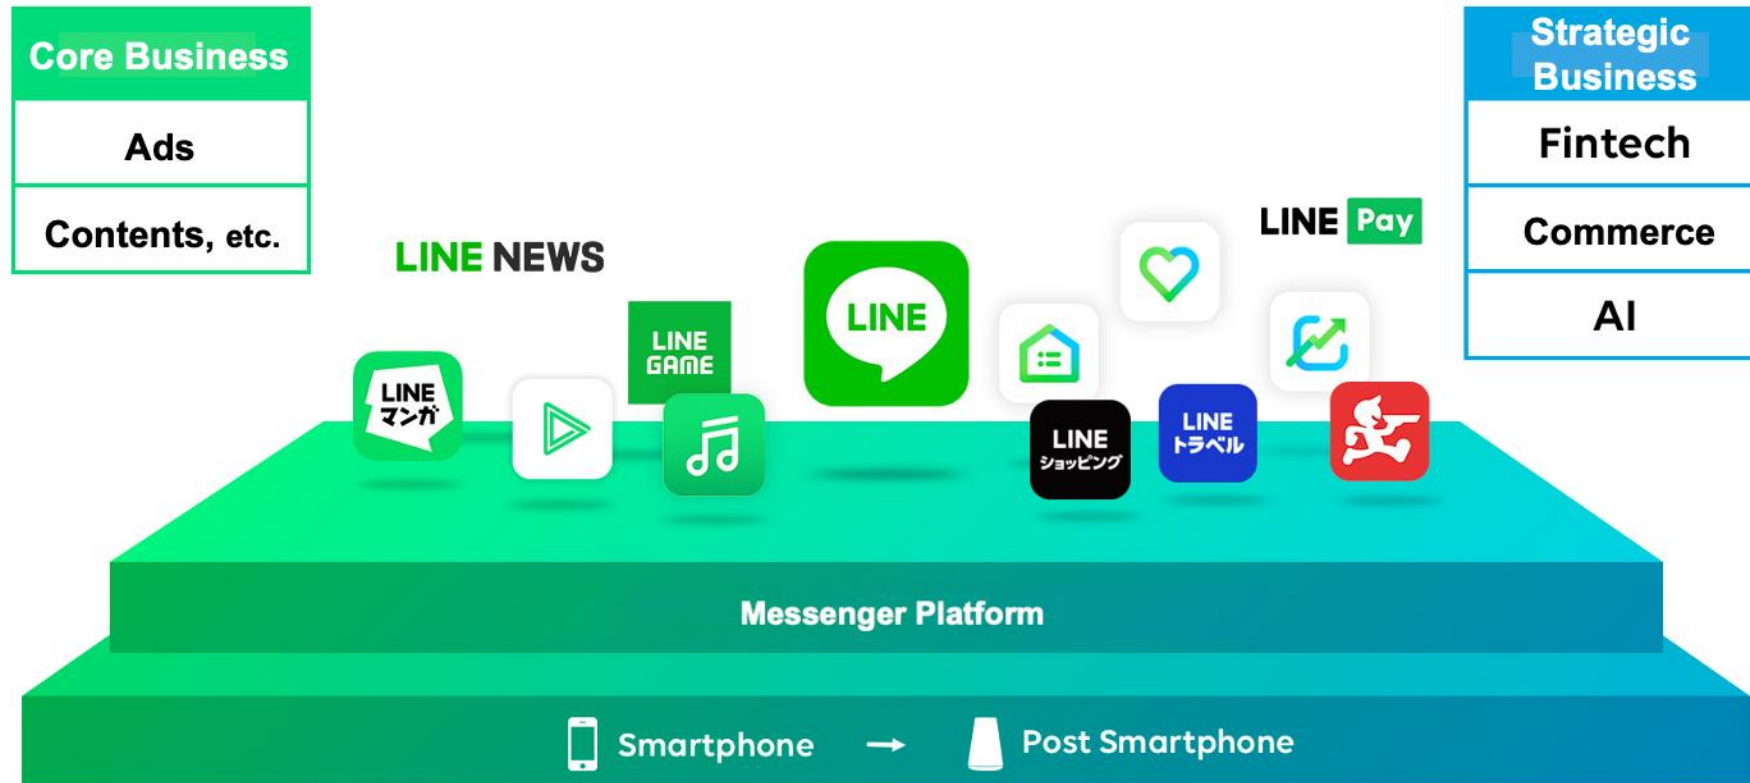 Core Business
Ads
Contents, etc.
Strategic
Business
Fintech
Commerce
AI
LINE NEWS
LINE Pay
LINE
GAME
LINE
LINE
マンガ
LINE
ショッピング
LINE
トラベル
Messenger Platform
Smartphone → Post Smartphone